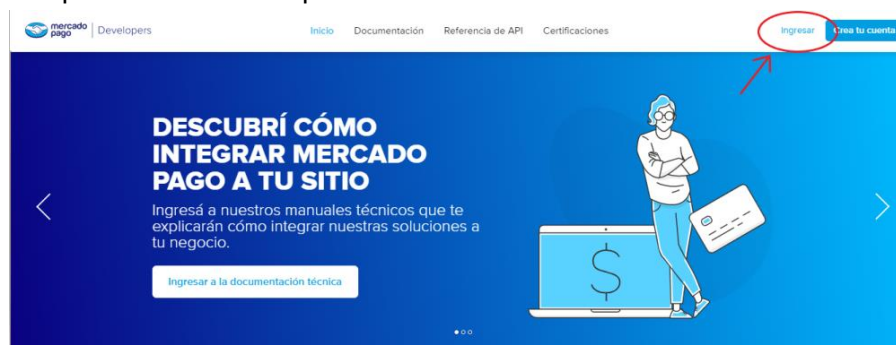 mercado
pago
Developers
Inicio Documentación Referencia de API Certificaciones
Ingresar Crea tu cuenta
DESCUBRÍ CÓMO
INTEGRAR MERCADO
PAGO A TU SITIO
Ingresá a nuestros manuales técnicos que te
explicarán cómo integrar nuestras soluciones a
tu negocio.
Ingresar a la documentación técnica
$